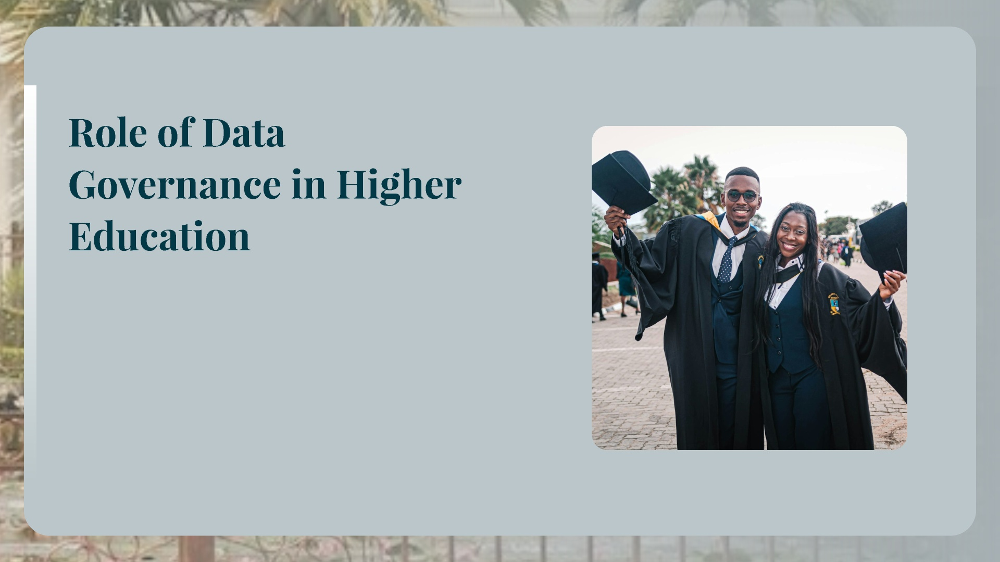 Role of Data
Governance in Higher
Education